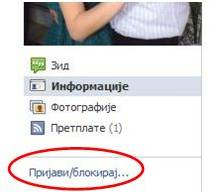 Зид
Информације
Фотографије
Претплате (1)
Пријави/блокирај...